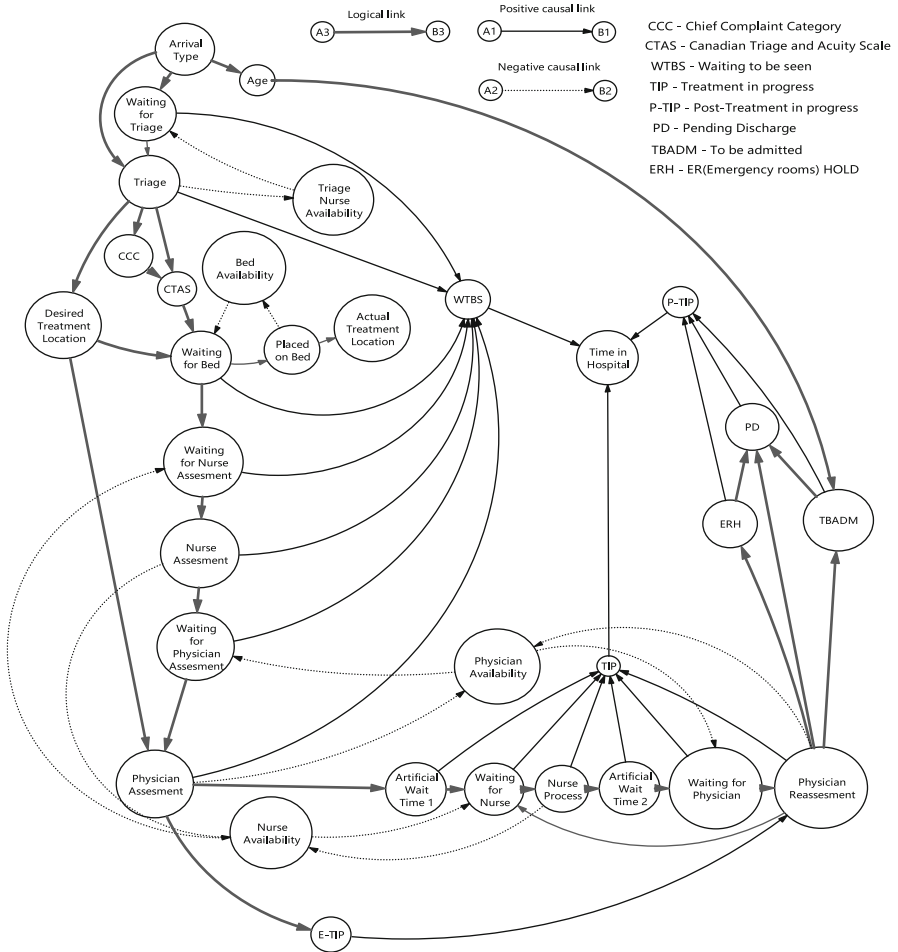 Logical link
A3
B3
Positive causal link
A1
B1
Negative causal link
A2
B2
CCC - Chief Complaint Category
CTAS - Canadian Triage and Acuity Scale
WTBS - Waiting to be seen
TIP - Treatment in progress
P-TIP - Post-Treatment in progress
PD - Pending Discharge
TBADM - To be admitted
ERH - ER(Emergency rooms) HOLD
Arrival
Type
Age
Waiting
for
Triage
Triage
Triage
Nurse
Availability
CCC
CTAS
Bed
Availability
Desired
Treatment
Location
Waiting
for Bed
Placed
on Bed
Actual
Treatment
Location
WTBS
P-TIP
Time in
Hospital
PD
Waiting
for Nurse
Assesment
ERH
TBADM
Nurse
Assesment
Waiting
for
Physician
Assesment
Physician
Availability
TIP
Physician
Assesment
Artificial
Wait
Time 1
Waiting
for
Nurse
Nurse
Process
Artificial
Wait
Time 2
Waiting for
Physician
Physician
Reassesment
Nurse
Availability
E-TIP